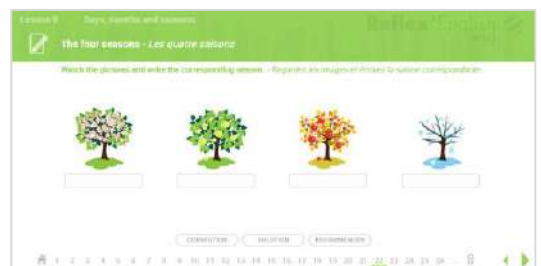 Lesson 9 Days, months and seasons
Reflex'English
The four seasons - Les quatre saisons
Watch the pictures and write the corresponding season. - Regardez les images et écrivez la saison correspondante.
CORRECTION SOLUTION RECOMMENCER
1 2 3 4 5 6 7 8 9 10 11 12 13 14 15 16 17 18 19 20 21 22 23 24 25 26